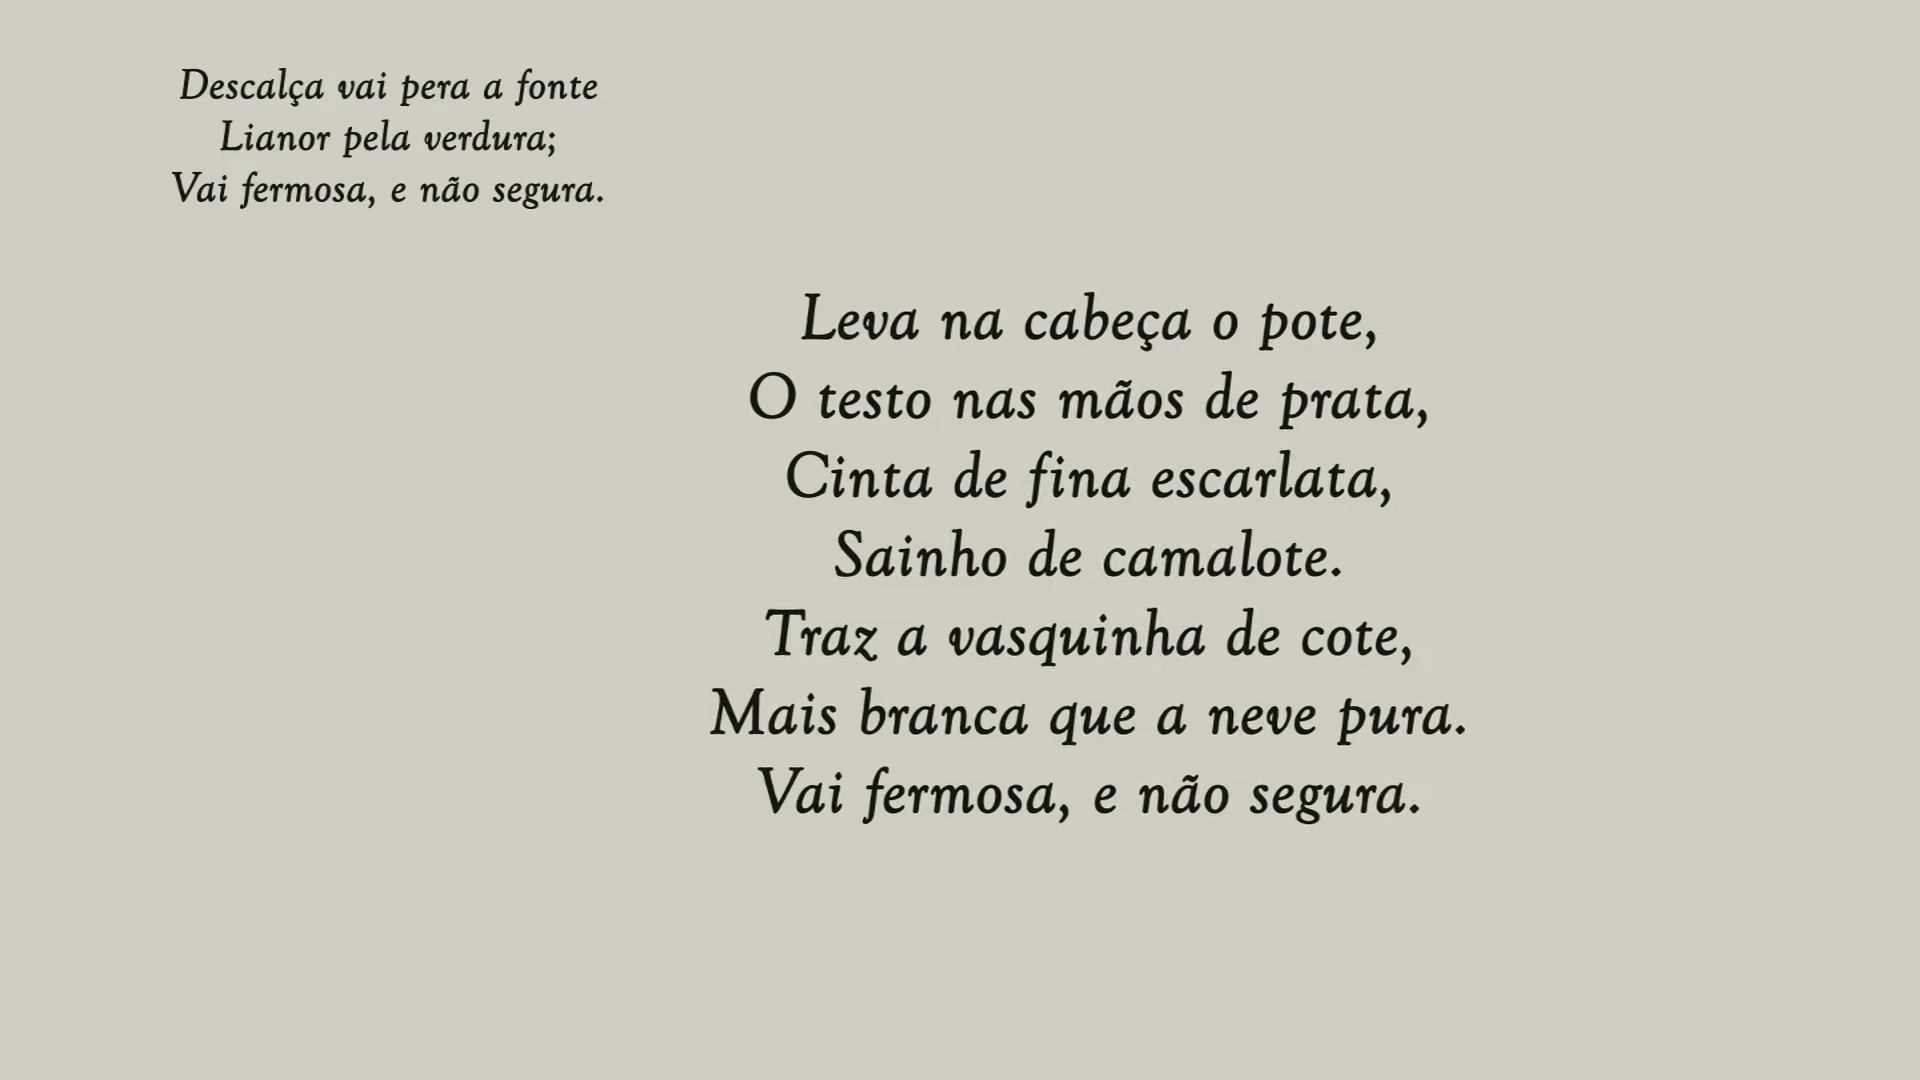 Descalça vai pera a fonte
Lianor pela verdura;
Vai fermosa, e não segura.
Leva na cabeça o pote,
O testo nas mãos de prata,
Cinta de fina escarlata,
Sainho de camalote.
Traz a vasquinha de cote,
Mais branca que a neve pura.
Vai fermosa, e não segura.